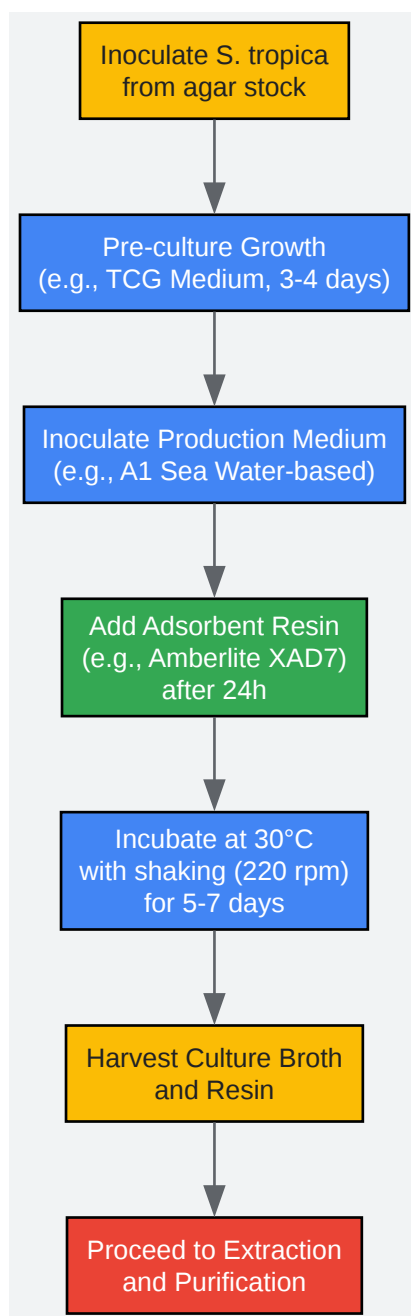 Inoculate S. tropica
from agar stock
Pre-culture Growth
(e.g., TCG Medium, 3-4 days)
Inoculate Production Medium
(e.g., A1 Sea Water-based)
Add Adsorbent Resin
(e.g., Amberlite XAD7)
after 24h
Incubate at 30°C
with shaking (220 rpm)
for 5-7 days
Harvest Culture Broth
and Resin
Proceed to Extraction
and Purification